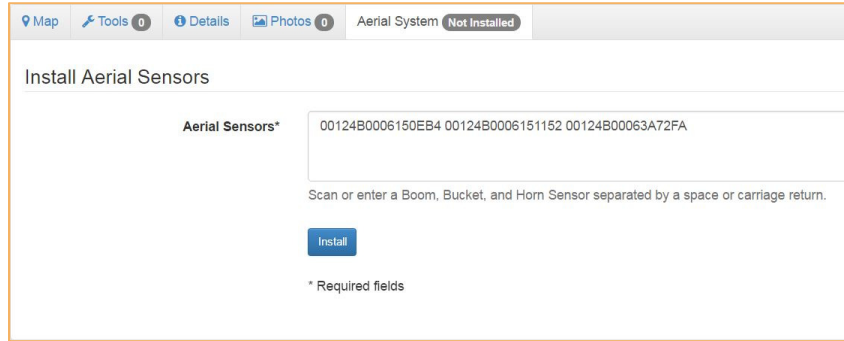 Map Tools 0 Details Photos 0 Aerial System Not Installed
Install Aerial Sensors
Aerial Sensors* 00124B0006150EB4 00124B0006151152 00124B00063A72FA
Scan or enter a Boom, Bucket, and Horn Sensor separated by a space or carriage return.
Install
* Required fields